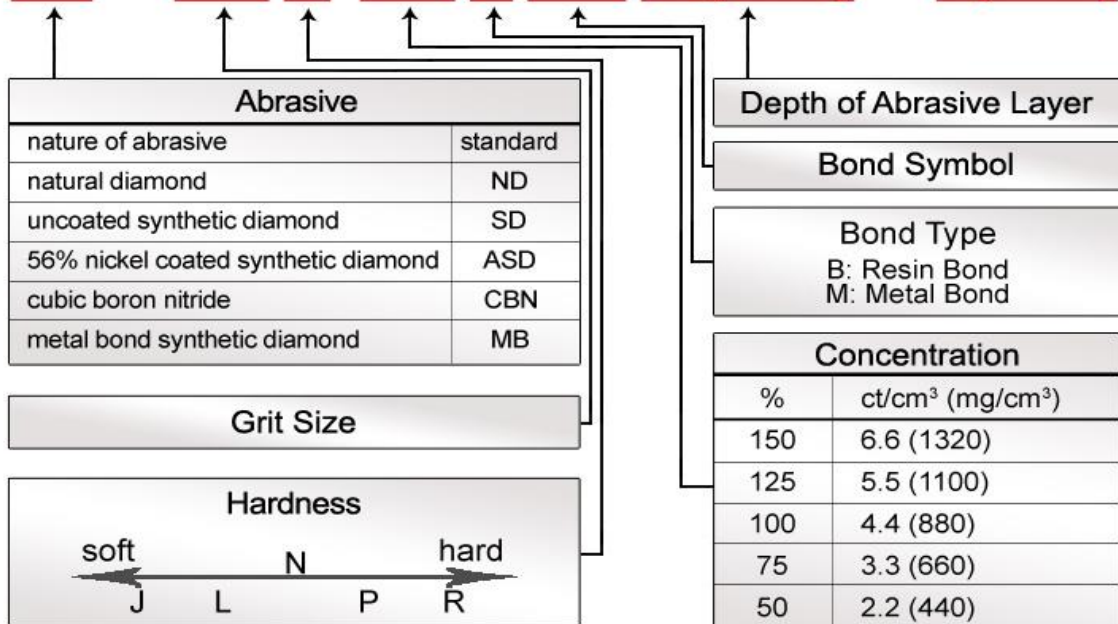 Abrasive
nature of abrasive standard
natural diamond ND
uncoated synthetic diamond SD
56% nickel coated synthetic diamond ASD
cubic boron nitride CBN
metal bond synthetic diamond MB
Grit Size
Hardness
soft N hard
J L P R
Depth of Abrasive Layer
Bond Symbol
Bond Type
B: Resin Bond
M: Metal Bond
Concentration
% ct/cm³ (mg/cm³)
150 6.6 (1320)
125 5.5 (1100)
100 4.4 (880)
75 3.3 (660)
50 2.2 (440)